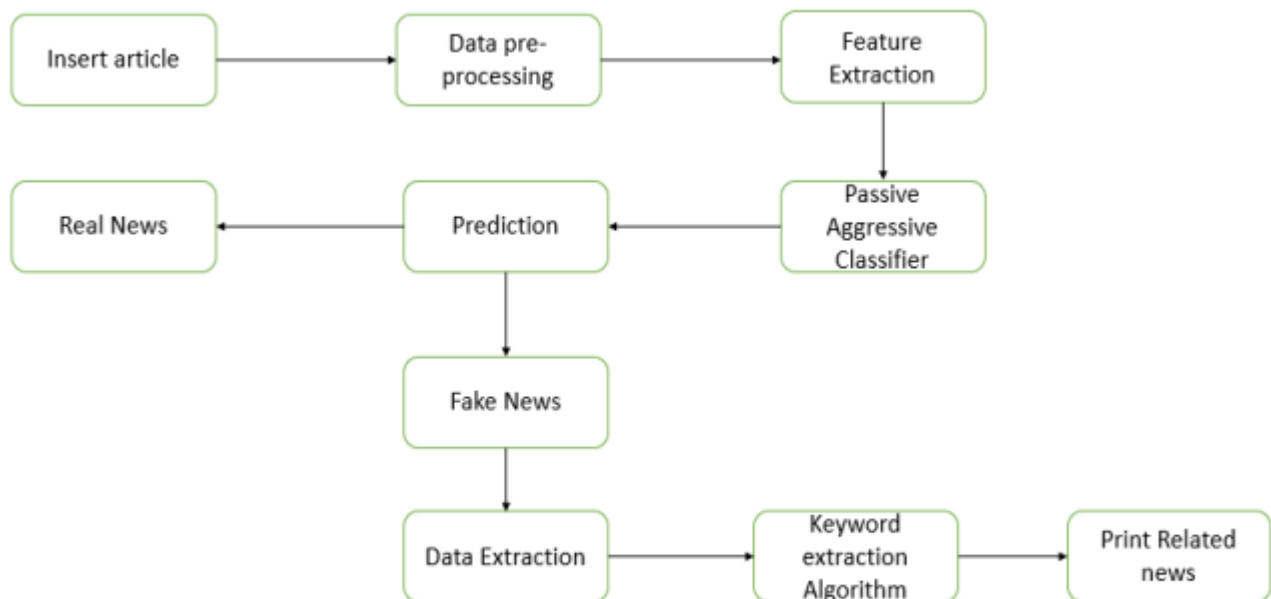 Insert article
Data pre-
processing
Feature
Extraction
Real News
Prediction
Passive
Aggressive
Classifier
Fake News
Data Extraction
Keyword
extraction
Algorithm
Print Related
news